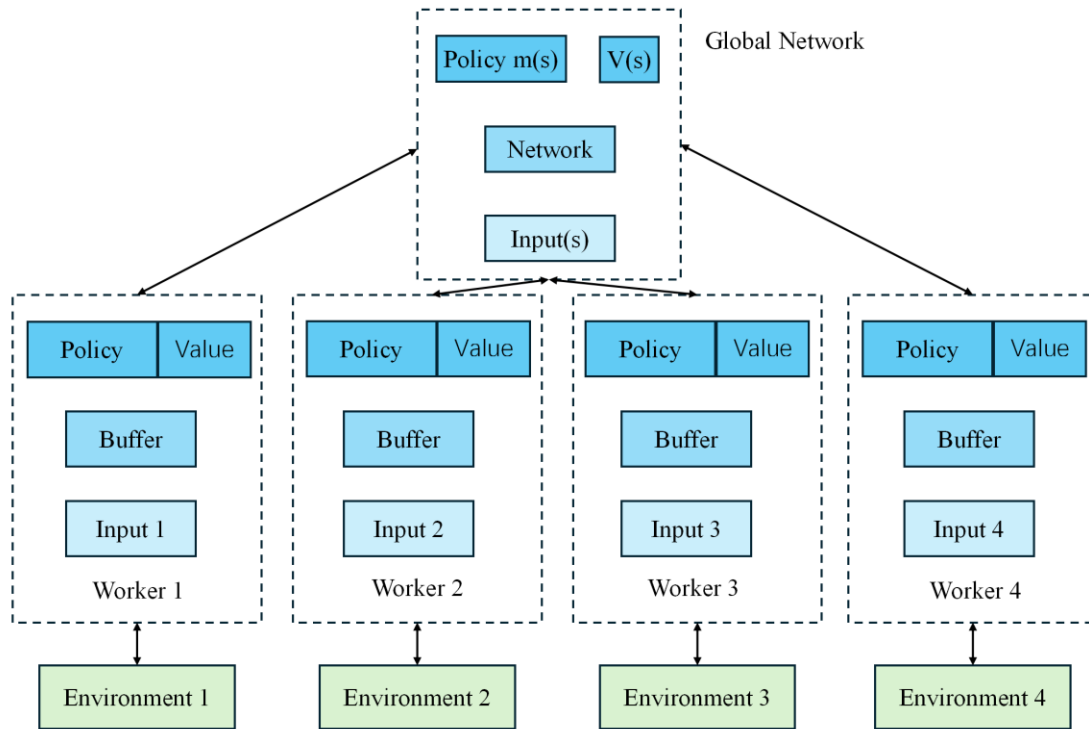 Global Network
Policy m(s)
V(s)
Network
Input(s)
Policy
Value
Buffer
Input 1
Worker 1
Policy
Value
Buffer
Input 2
Worker 2
Policy
Value
Buffer
Input 3
Worker 3
Policy
Value
Buffer
Input 4
Worker 4
Environment 1
Environment 2
Environment 3
Environment 4